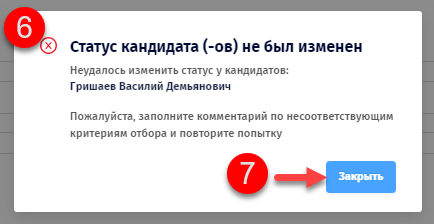 6
Статус кандидата (-ов) не был изменен
Неудалось изменить статус у кандидатов:
Гришаев Василий Демьянович
Пожалуйста, заполните комментарий по несоответствующим
критериям отбора и повторите попытку
7
Закрыть